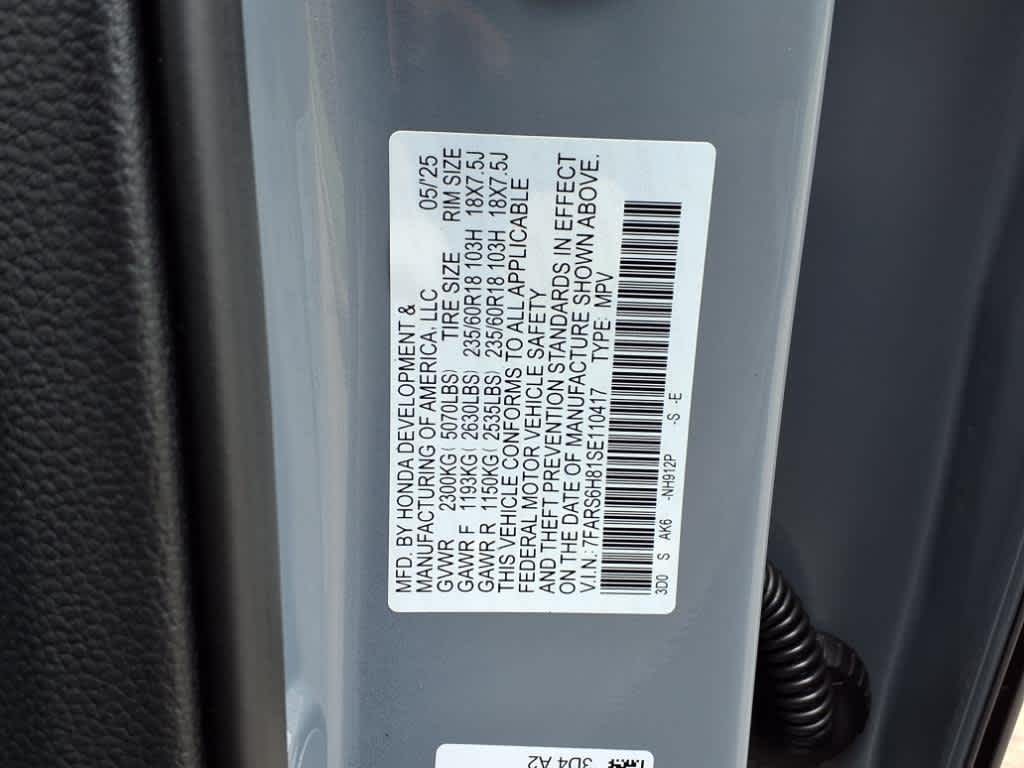 MFD. BY HONDA DEVELOPMENT & 05/25
MANUFACTURING OF AMERICA, LLC
GVWR 2300KG ( 5070LBS) TIRE SIZE RIM SIZE
GAWR F 1193KG ( 2630LBS) 235/60R18 103H 18X7.5J
GAWR R 1150KG ( 2535LBS) 235/60R18 103H 18X7.5J
THIS VEHICLE CONFORMS TO ALL APPLICABLE
FEDERAL MOTOR VEHICLE SAFETY
AND THEFT PREVENTION STANDARDS IN EFFECT
ON THE DATE OF MANUFACTURE SHOWN ABOVE.
V.I.N.: 7FARS6H81SE110417 TYPE: MPV
3D0 S AK6 -NH912P -S -E
3D4 A2